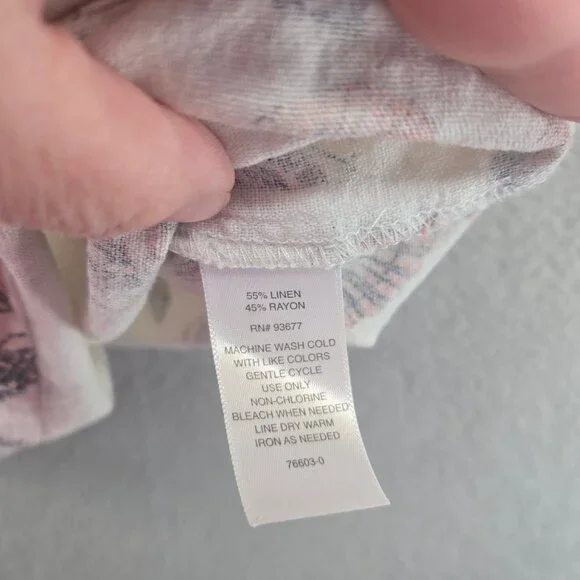 55% LINEN
45% RAYON
RN# 93677
MACHINE WASH COLD
WITH LIKE COLORS
GENTLE CYCLE
USE ONLY
NON-CHLORINE
BLEACH WHEN NEEDED
LINE DRY WARM
IRON AS NEEDED
76603-0